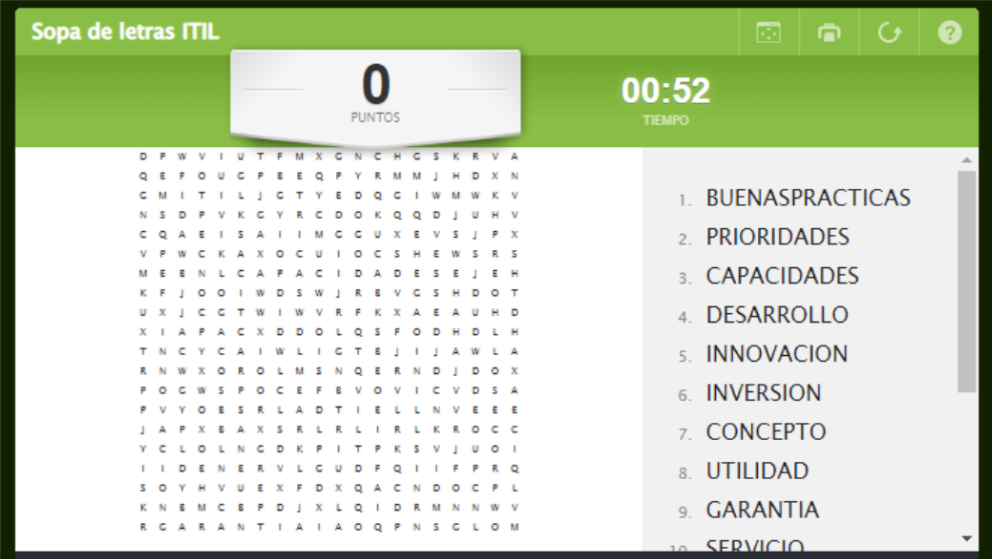 Sopa de letras ITIL
0
PUNTOS
00:52
TIEMPO
D P W V I U T F M X G N C H G S K R V A
Q E F O U G P E E Q P Y R M M J H D X N
G M I T I L J G T Y E D Q G I W M W K V
N S D P V K G Y R C D O K Q Q D J U H V
C Q A E I S A I I M G G U X E V S J P X
V P W C K A X O C U I O C S H E W S R S
M E E N L C A P A C I D A D E S E J E H
K F J O O I W D S W J R B V G S H D O T
U X J C G T W I W V R F K X A E A U H D
X I A P A C X D D O L Q S F O D H D L H
T N C Y C A I W L I G T B J I J A W L A
R N W X O R O L M S N Q E R N D J D O X
P O G W S P O C E F E V O V I C V D S A
P V Y O B S R L A D T I E L L N V E E E
J A P X B A X S R L R L I R L K R O C C
Y C L O L N G D K P I T P K S V J U O I
I I D E N E R V L G U D F Q I I F P R Q
S O Y H V U E X F D X Q A C N D O C P L
K N B M C B P D J X L Q I D R M N N W V
R G A R A N T I A I A O Q P N S G L O M
1. BUENASPRACTICAS
2. PRIORIDADES
3. CAPACIDADES
4. DESARROLLO
5. INNOVACION
6. INVERSION
7. CONCEPTO
8. UTILIDAD
9. GARANTIA
10. SERVICIO